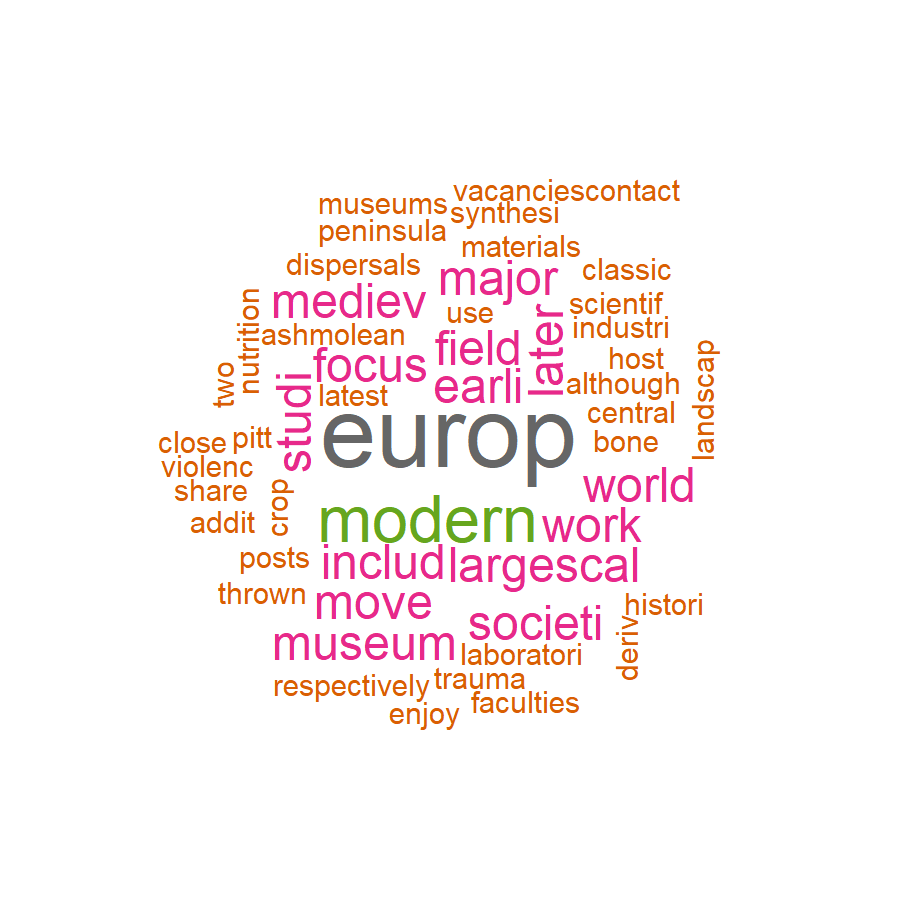 vacanciescontact
museums
synthesi
peninsula
materials
dispersals
major
classic
mediev
use
scientif
nutrition
ashmolean
field
later
industri
focus
host
landscap
two
studi
latest
earli
although
europ
central
close
pitt
bone
violenc
share
crop
world
addit
modern
work
posts
includ
largescal
thrown
move
histori
societi
deriv
museum
laboratori
respectively
trauma
enjoy
faculties